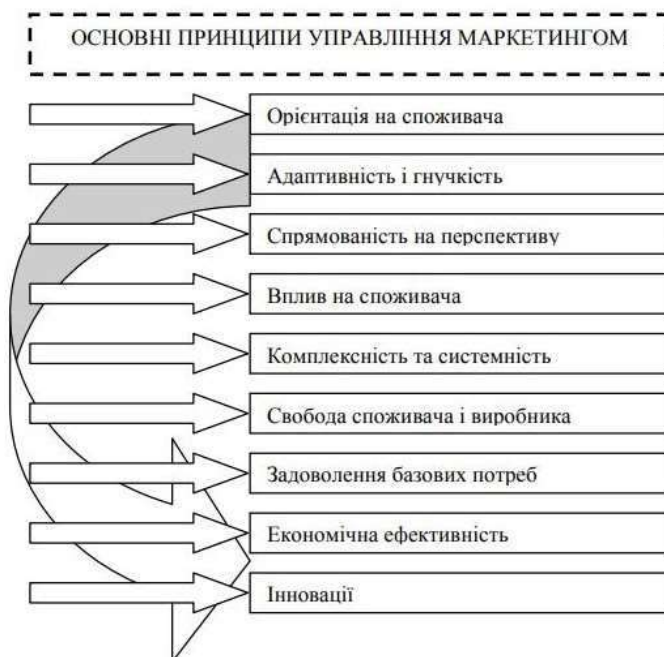 ОСНОВНІ ПРИНЦИПИ УПРАВЛІННЯ МАРКЕТИНГОМ
Орієнтація на споживача
Адаптивність і гнучкість
Спрямованість на перспективу
Вплив на споживача
Комплексність та системність
Свобода споживача і виробника
Задоволення базових потреб
Економічна ефективність
Інновації